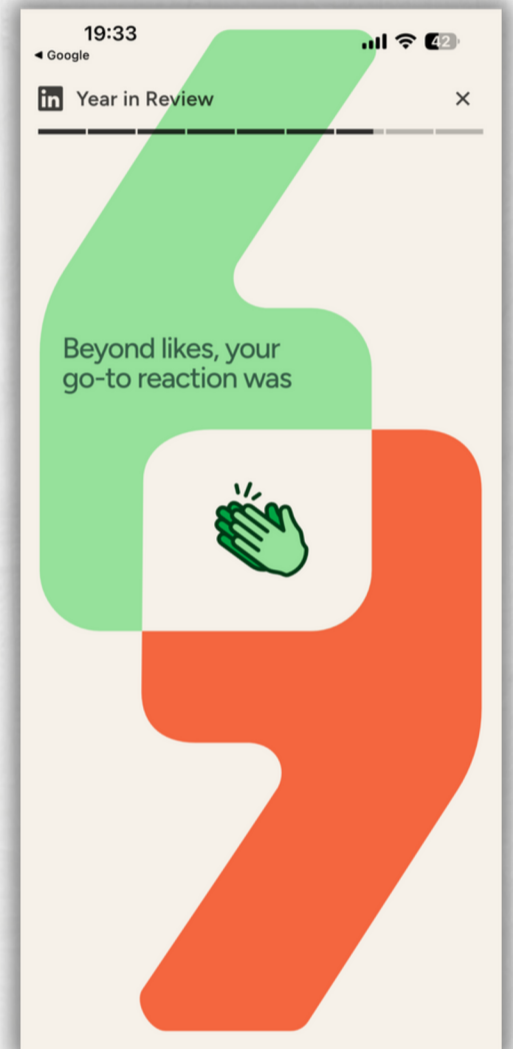 19:33
42
◀ Google
in Year in Review
Beyond likes, your
go-to reaction was